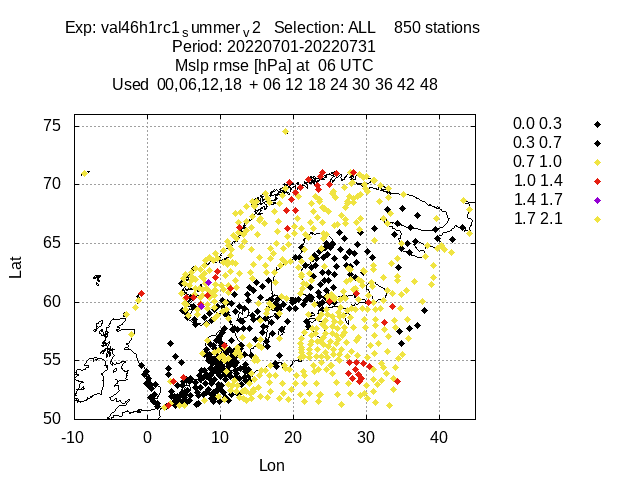 Exp: val46h1rc1summerv2 Selection: ALL 850 stations
Period: 20220701-20220731
Mslp rmse [hPa] at 06 UTC
Used 00,06,12,18 + 06 12 18 24 30 36 42 48
0.0 0.3
0.3 0.7
0.7 1.0
1.0 1.4
1.4 1.7
1.7 2.1
75
70
65
60
55
50
Lat
-10 0 10 20 30 40
Lon